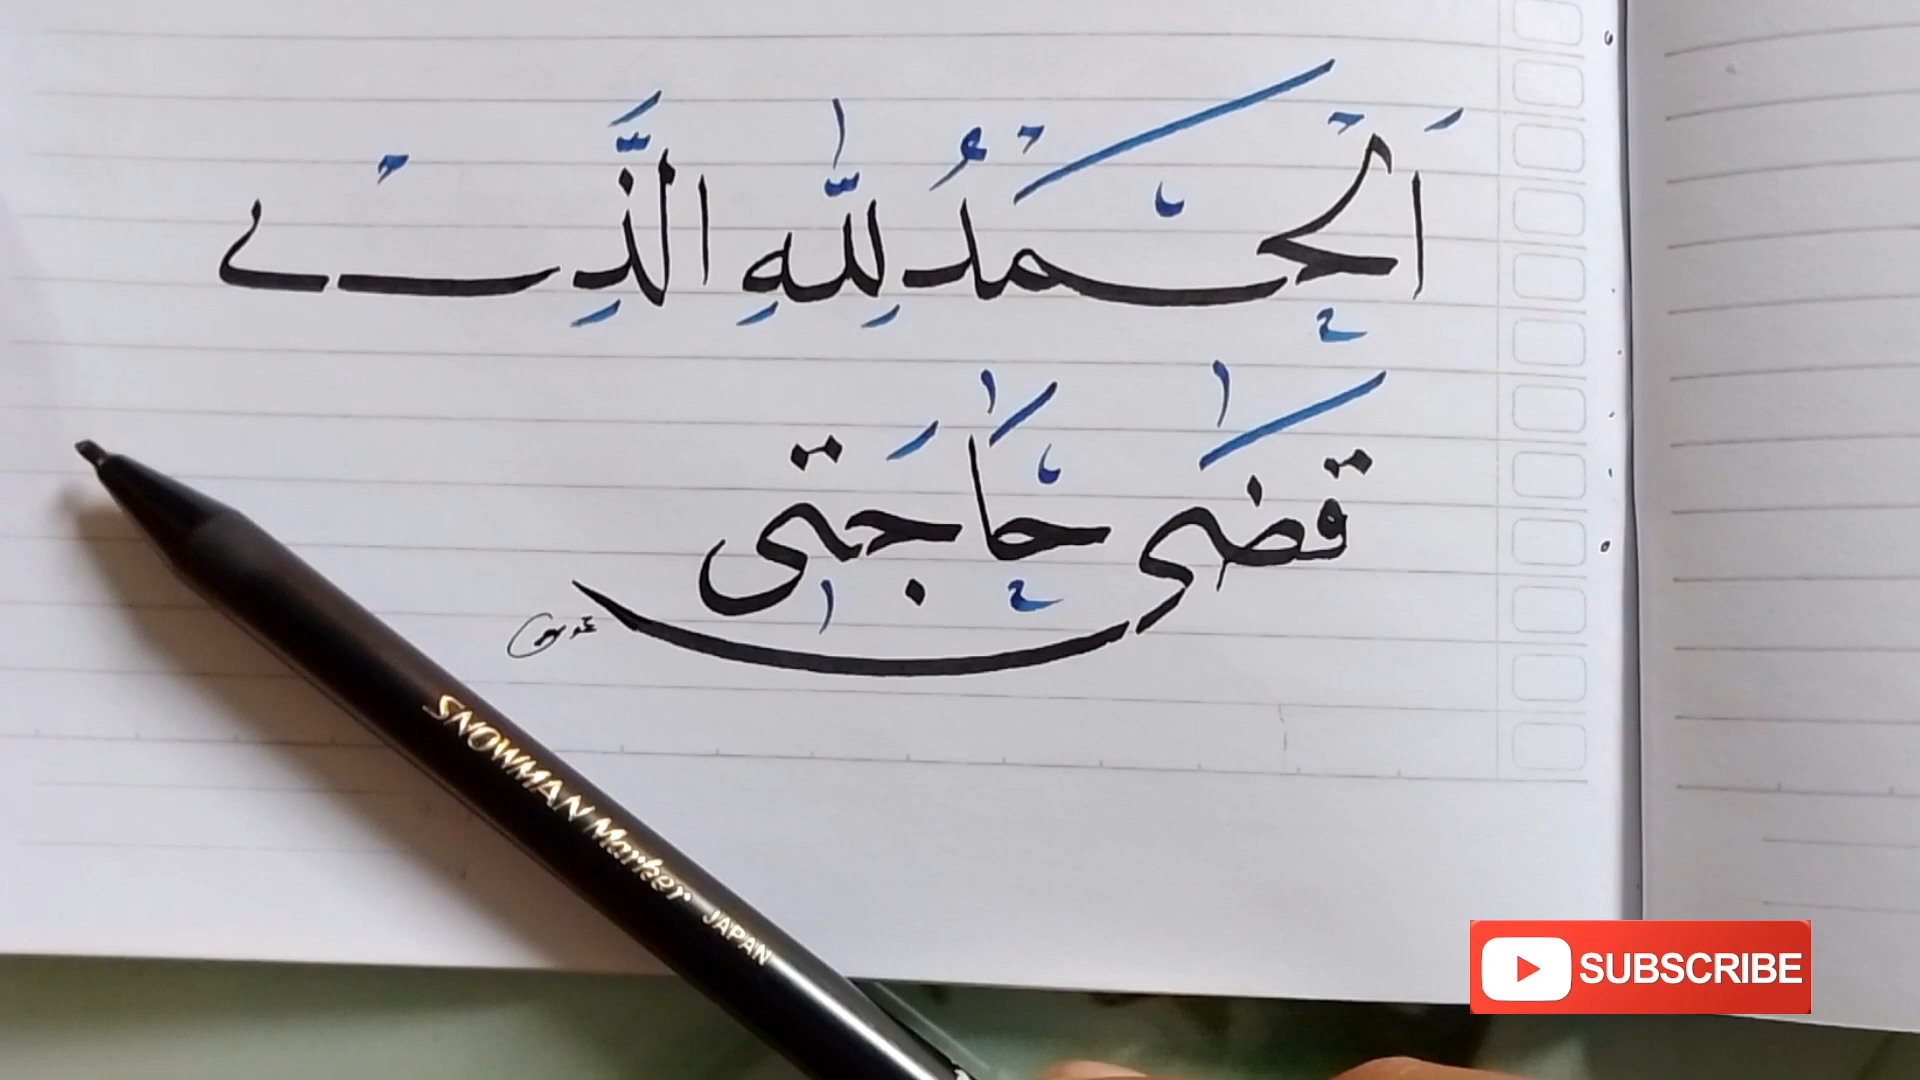 اَلْحَمْدُ لِلّٰهِ الَّذِیْ
قَضٰی حَاجَتِی
SNOWMAN Marker JAPAN
SUBSCRIBE